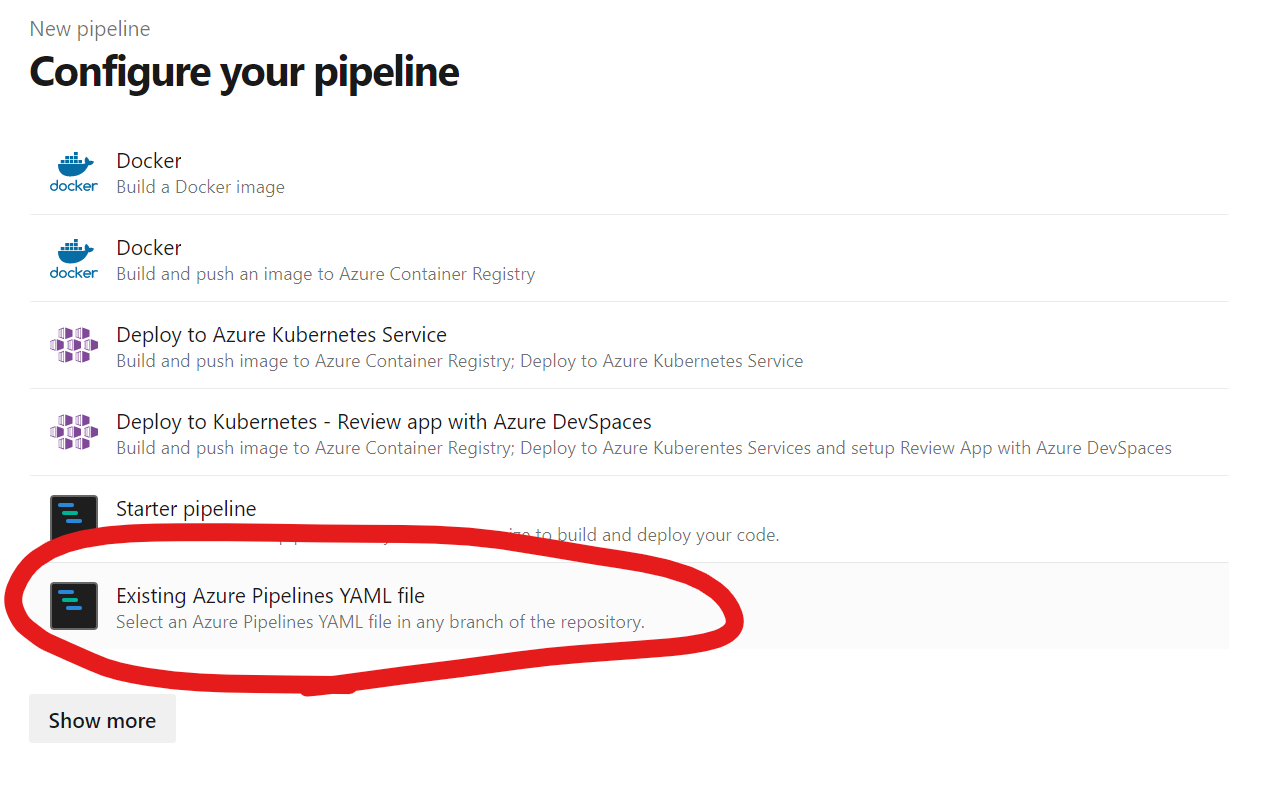 New pipeline
Configure your pipeline
docker
Docker
Build a Docker image
docker
Docker
Build and push an image to Azure Container Registry
Deploy to Azure Kubernetes Service
Build and push image to Azure Container Registry; Deploy to Azure Kubernetes Service
Deploy to Kubernetes - Review app with Azure DevSpaces
Build and push image to Azure Container Registry; Deploy to Azure Kuberentes Services and setup Review App with Azure DevSpaces
Starter pipeline
to build and deploy your code.
Existing Azure Pipelines YAML file
Select an Azure Pipelines YAML file in any branch of the repository.
Show more